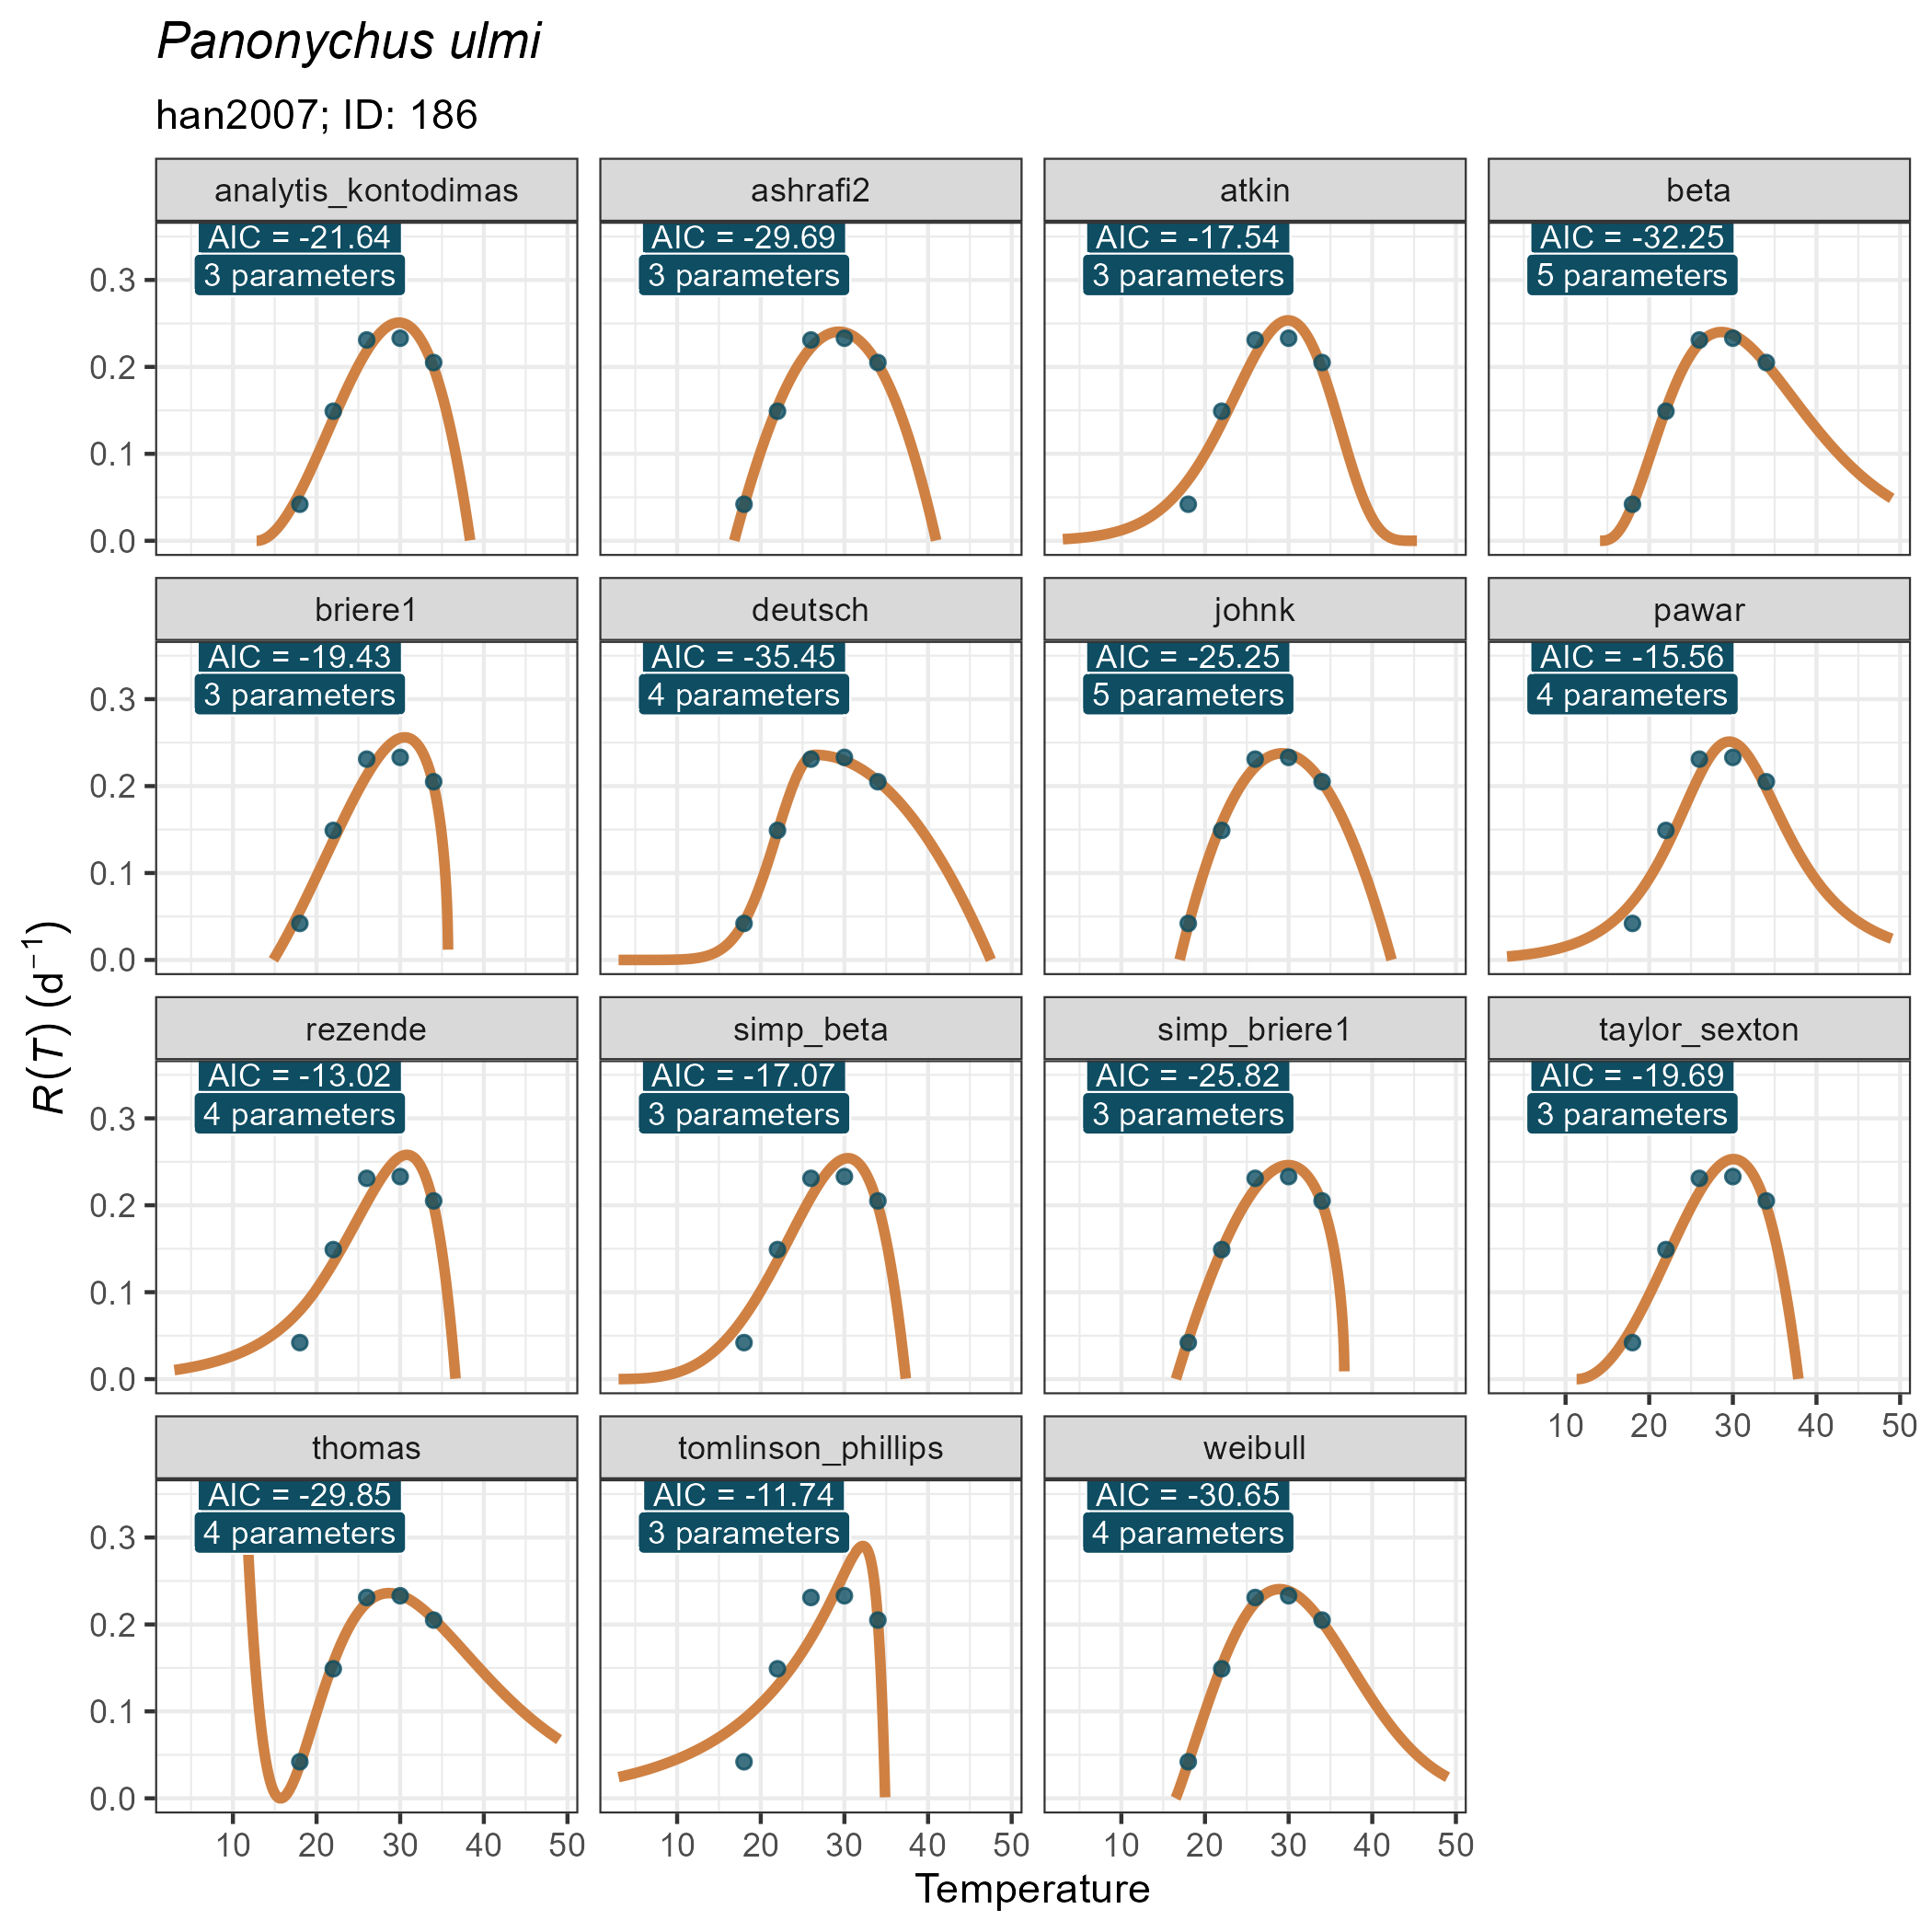 Panonychus ulmi
han2007; ID: 186
analytis_kontodimas
ashrafi2
atkin
beta
AIC = -21.64
3 parameters
AIC = -29.69
3 parameters
AIC = -17.54
3 parameters
AIC = -32.25
5 parameters
0.3
0.2
0.1
0.0
briere1
deutsch
johnk
pawar
AIC = -19.43
3 parameters
AIC = -35.45
4 parameters
AIC = -25.25
5 parameters
AIC = -15.56
4 parameters
0.3
0.2
0.1
0.0
R(T) (d⁻¹)
rezende
simp_beta
simp_briere1
taylor_sexton
AIC = -13.02
4 parameters
AIC = -17.07
3 parameters
AIC = -25.82
3 parameters
AIC = -19.69
3 parameters
0.3
0.2
0.1
0.0
10 20 30 40 50
thomas
tomlinson_phillips
weibull
AIC = -29.85
4 parameters
AIC = -11.74
3 parameters
AIC = -30.65
4 parameters
0.3
0.2
0.1
0.0
10 20 30 40 50
10 20 30 40 50
10 20 30 40 50
Temperature